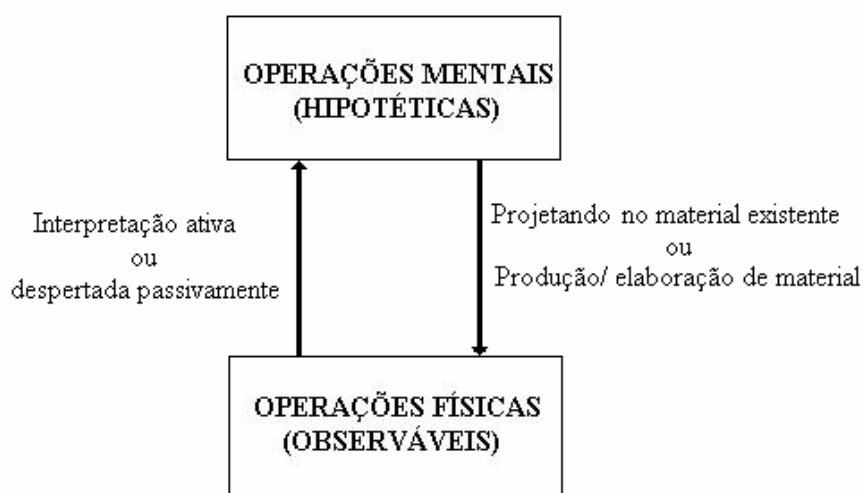 OPERAÇÕES MENTAIS
(HIPOTÉTICAS)
Interpretação ativa
ou
despertada passivamente
Projetando no material existente
ou
Produção/ elaboração de material
OPERAÇÕES FÍSICAS
(OBSERVÁVEIS)